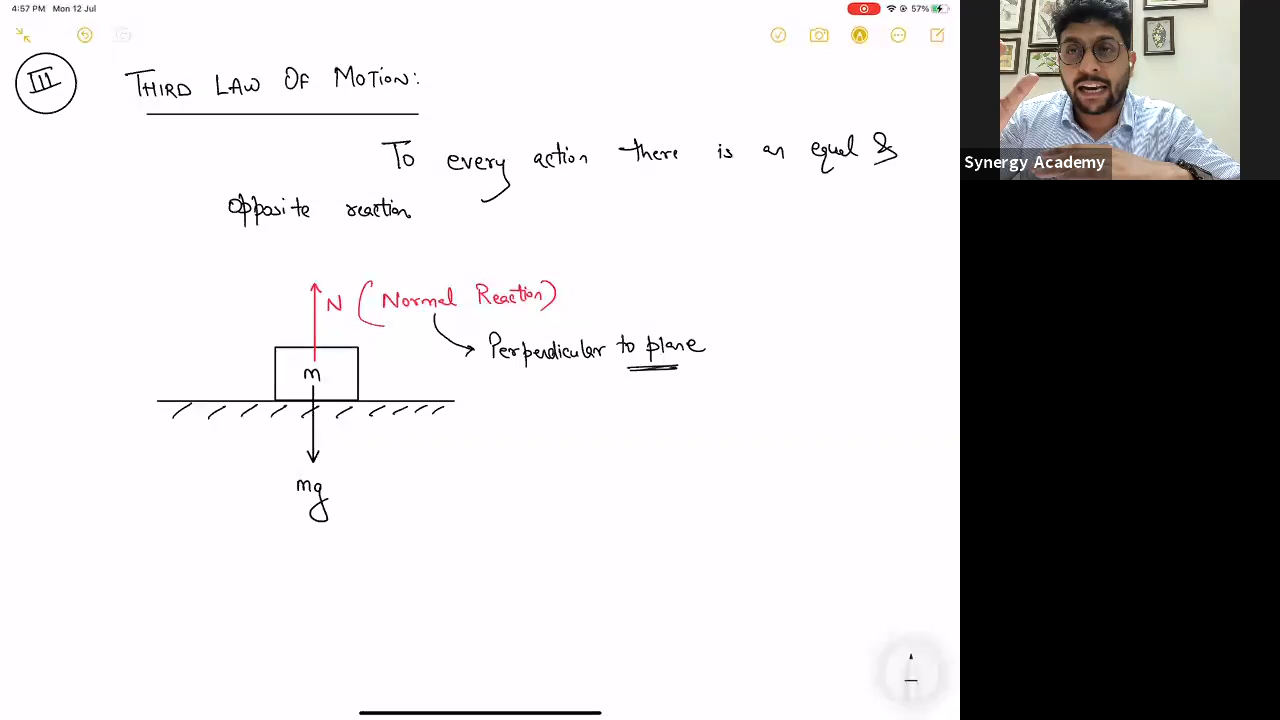 4:57 PM Mon 12 Jul
57%
III
THIRD LAW OF MOTION:
To every action there is an equal &
opposite reaction
N (Normal Reaction)
Perpendicular to plane
m
mg
Synergy Academy